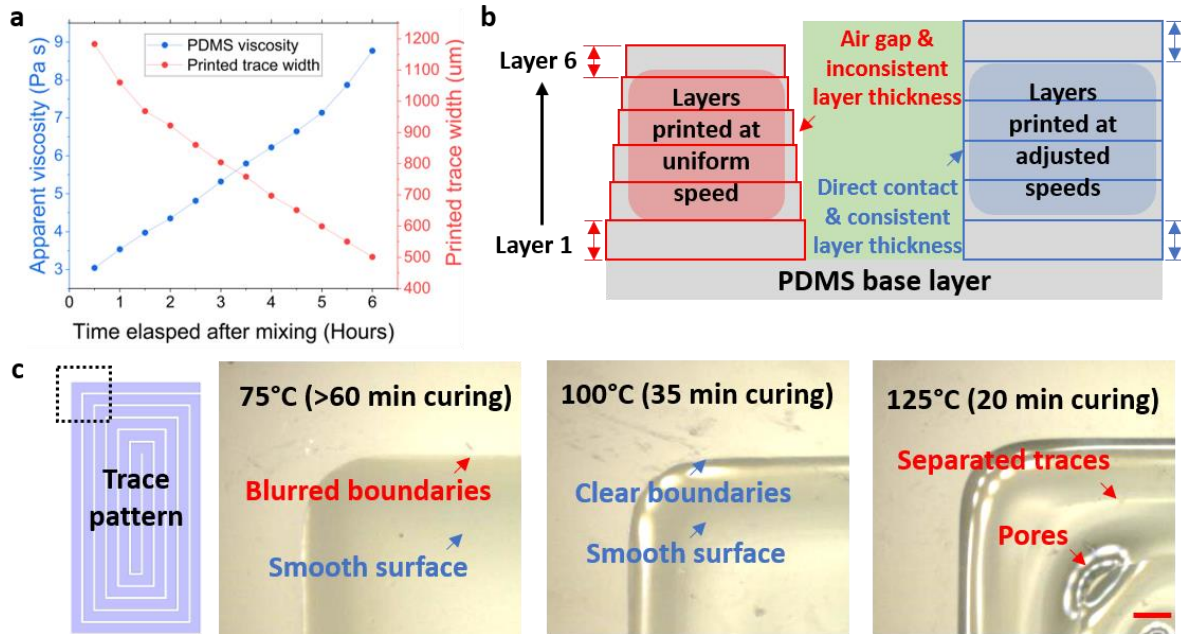 a
PDMS viscosity
Printed trace width
Apparent viscosity (Pa s)
9
8
7
6
5
4
3
Printed trace width (um)
1200
1100
1000
900
800
700
600
500
400
0 1 2 3 4 5 6
Time elasped after mixing (Hours)
b
Layer 6
Layer 1
Layers
printed at
uniform
speed
Air gap &
inconsistent
layer thickness
Direct contact
& consistent
layer thickness
Layers
printed at
adjusted
speeds
PDMS base layer
c
Trace
pattern
75°C (>60 min curing)
Blurred boundaries
Smooth surface
100°C (35 min curing)
Clear boundaries
Smooth surface
125°C (20 min curing)
Separated traces
Pores